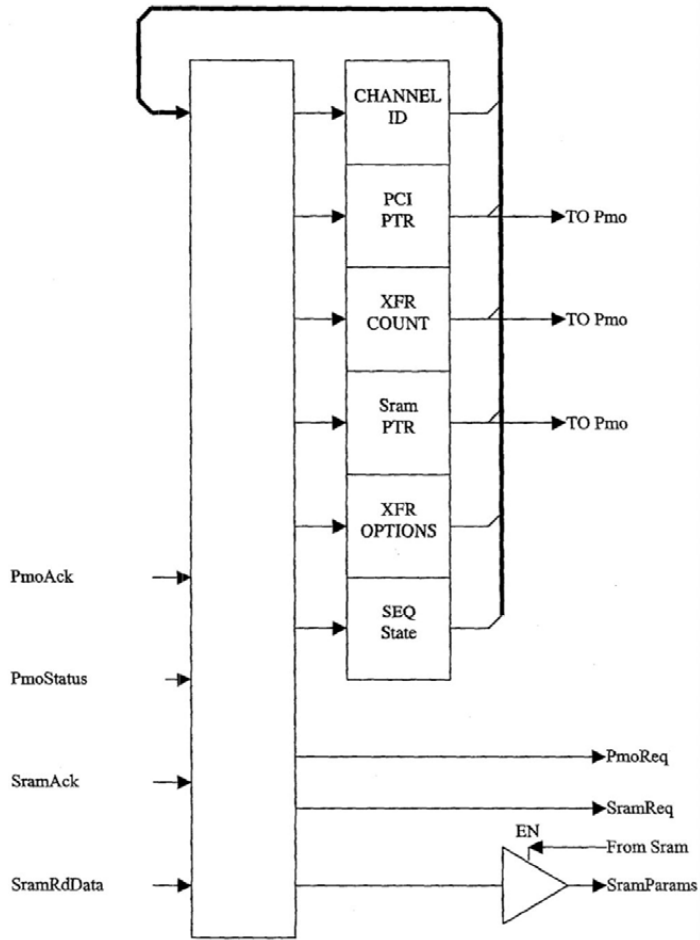 CHANNEL
ID
PCI
PTR
TO Pmo
XFR
COUNT
TO Pmo
Sram
PTR
TO Pmo
XFR
OPTIONS
PmoAck
SEQ
State
PmoStatus
PmoReq
SramAck
SramReq
EN
From Sram
SramRdData
SramParams